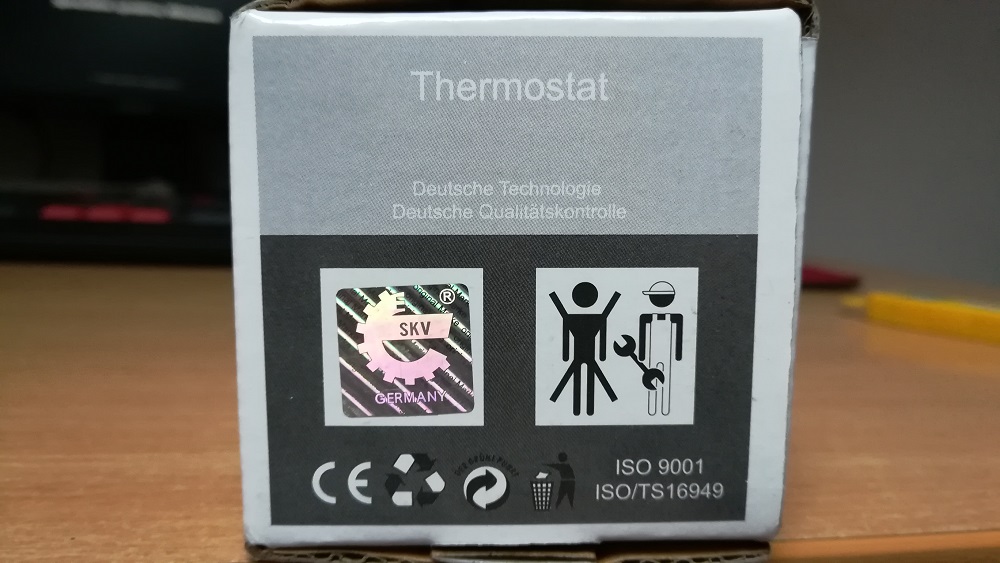 Thermostat
Deutsche Technologie
Deutsche Qualitätskontrolle
®
SKV
GERMANY
CE
ISO 9001
ISO/TS16949